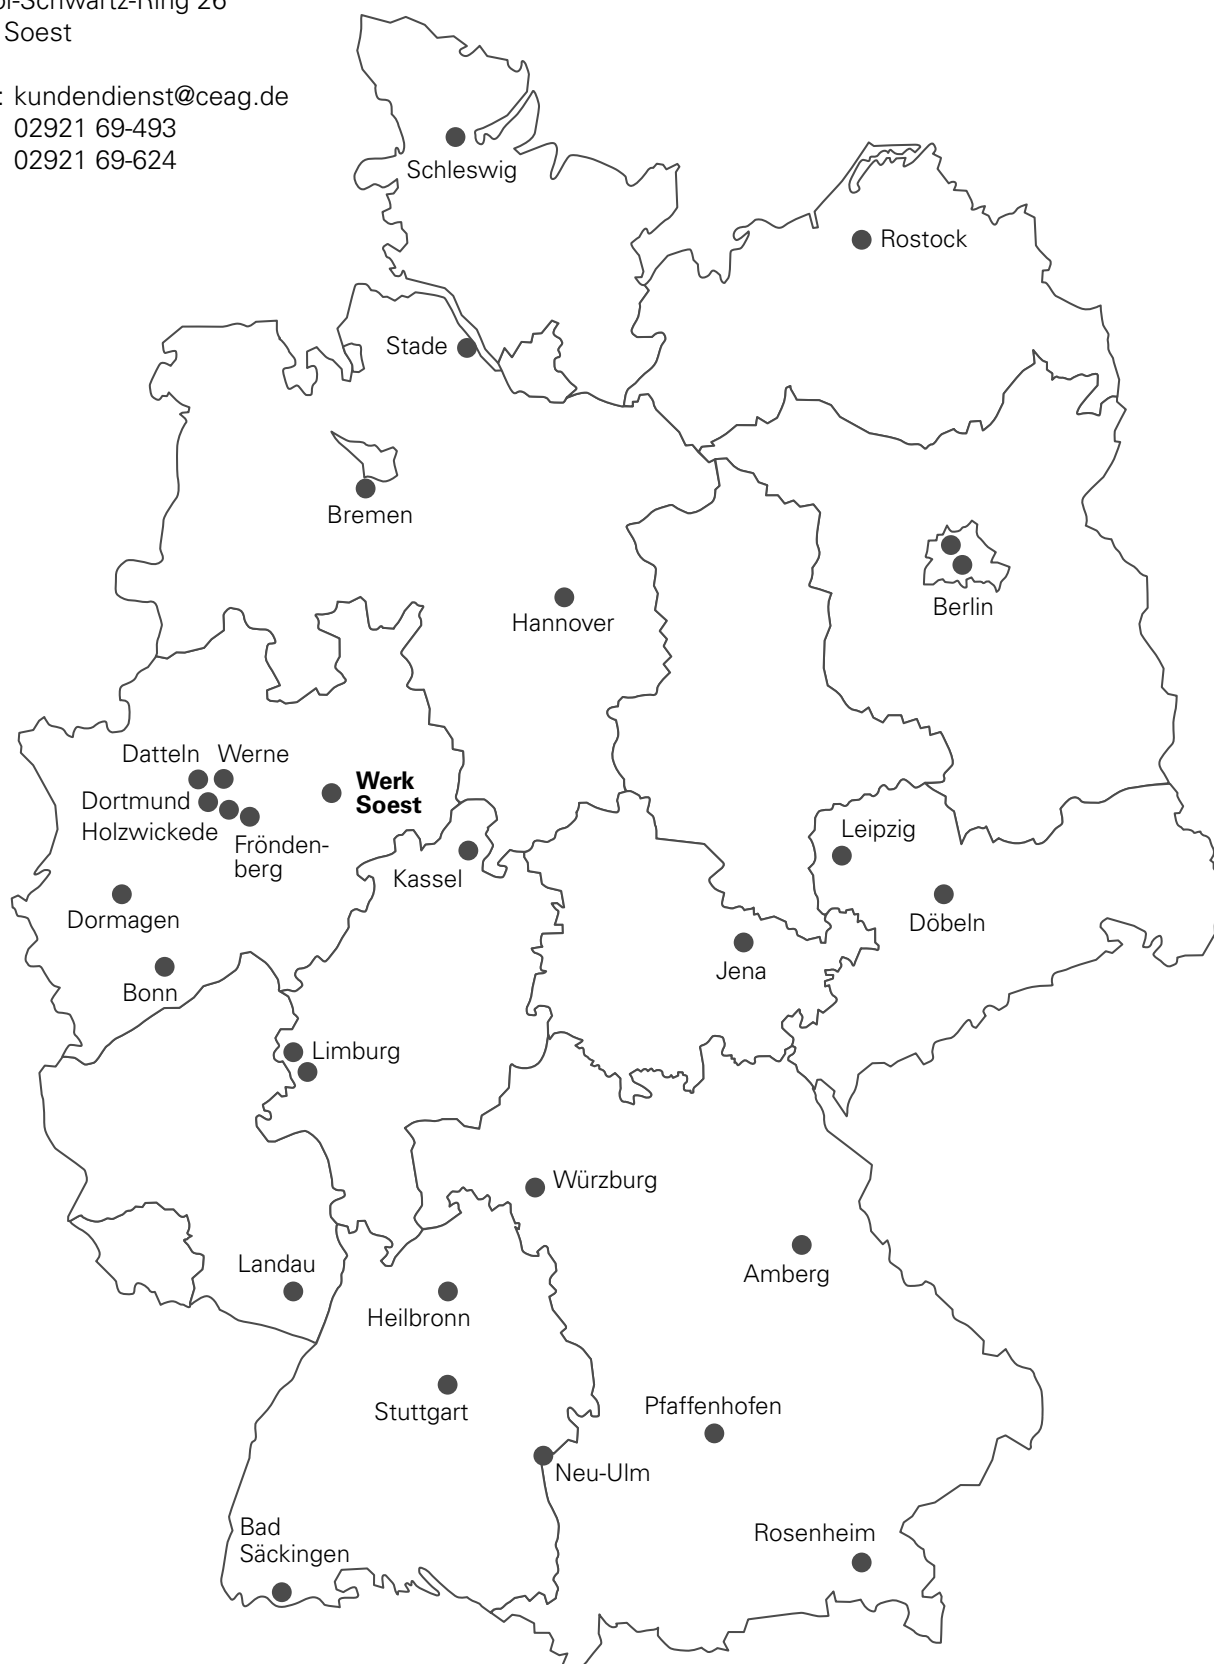 26
Soest
: kundendienst@ceag.de
02921 69-493
02921 69-624
Schleswig
Rostock
Stade
Bremen
Berlin
Hannover
Datteln Werne
Werk
Soest
Dortmund
Holzwickede
Frönden-
berg
Leipzig
Kassel
Dormagen
Döbeln
Jena
Bonn
Limburg
Würzburg
Landau
Amberg
Heilbronn
Stuttgart
Pfaffenhofen
Neu-Ulm
Bad
Säckingen
Rosenheim